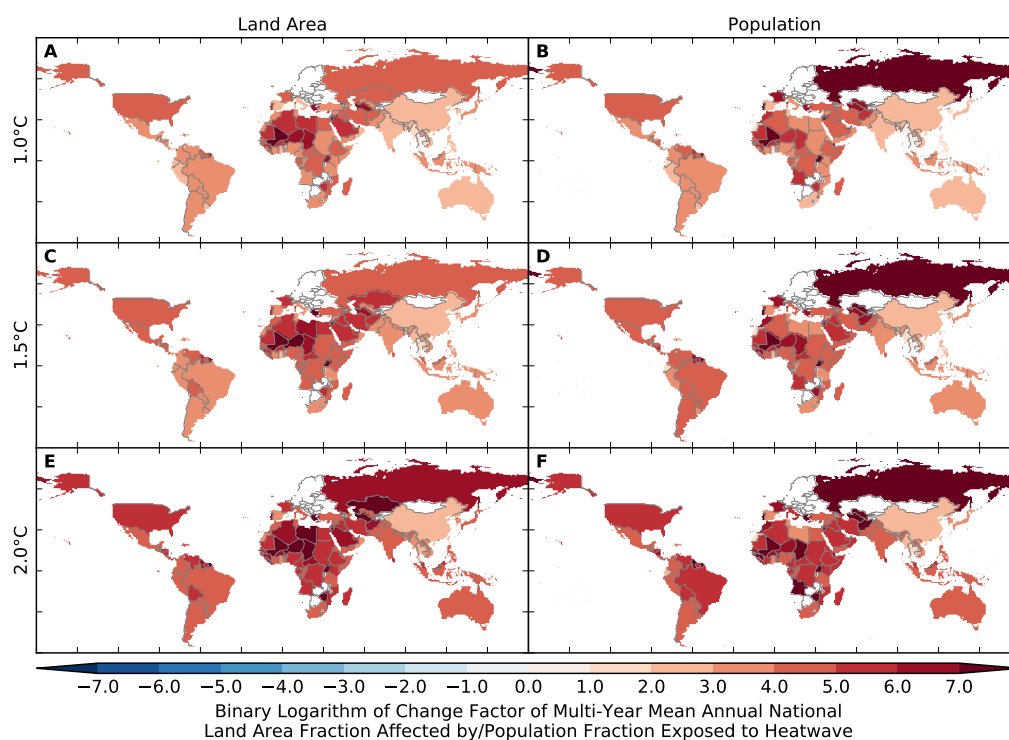 Land Area
Population
A
B
1.0°C
C
D
1.5°C
E
F
2.0°C
−7.0 −6.0 −5.0 −4.0 −3.0 −2.0 −1.0 0.0 1.0 2.0 3.0 4.0 5.0 6.0 7.0
Binary Logarithm of Change Factor of Multi-Year Mean Annual National
Land Area Fraction Affected by/Population Fraction Exposed to Heatwave